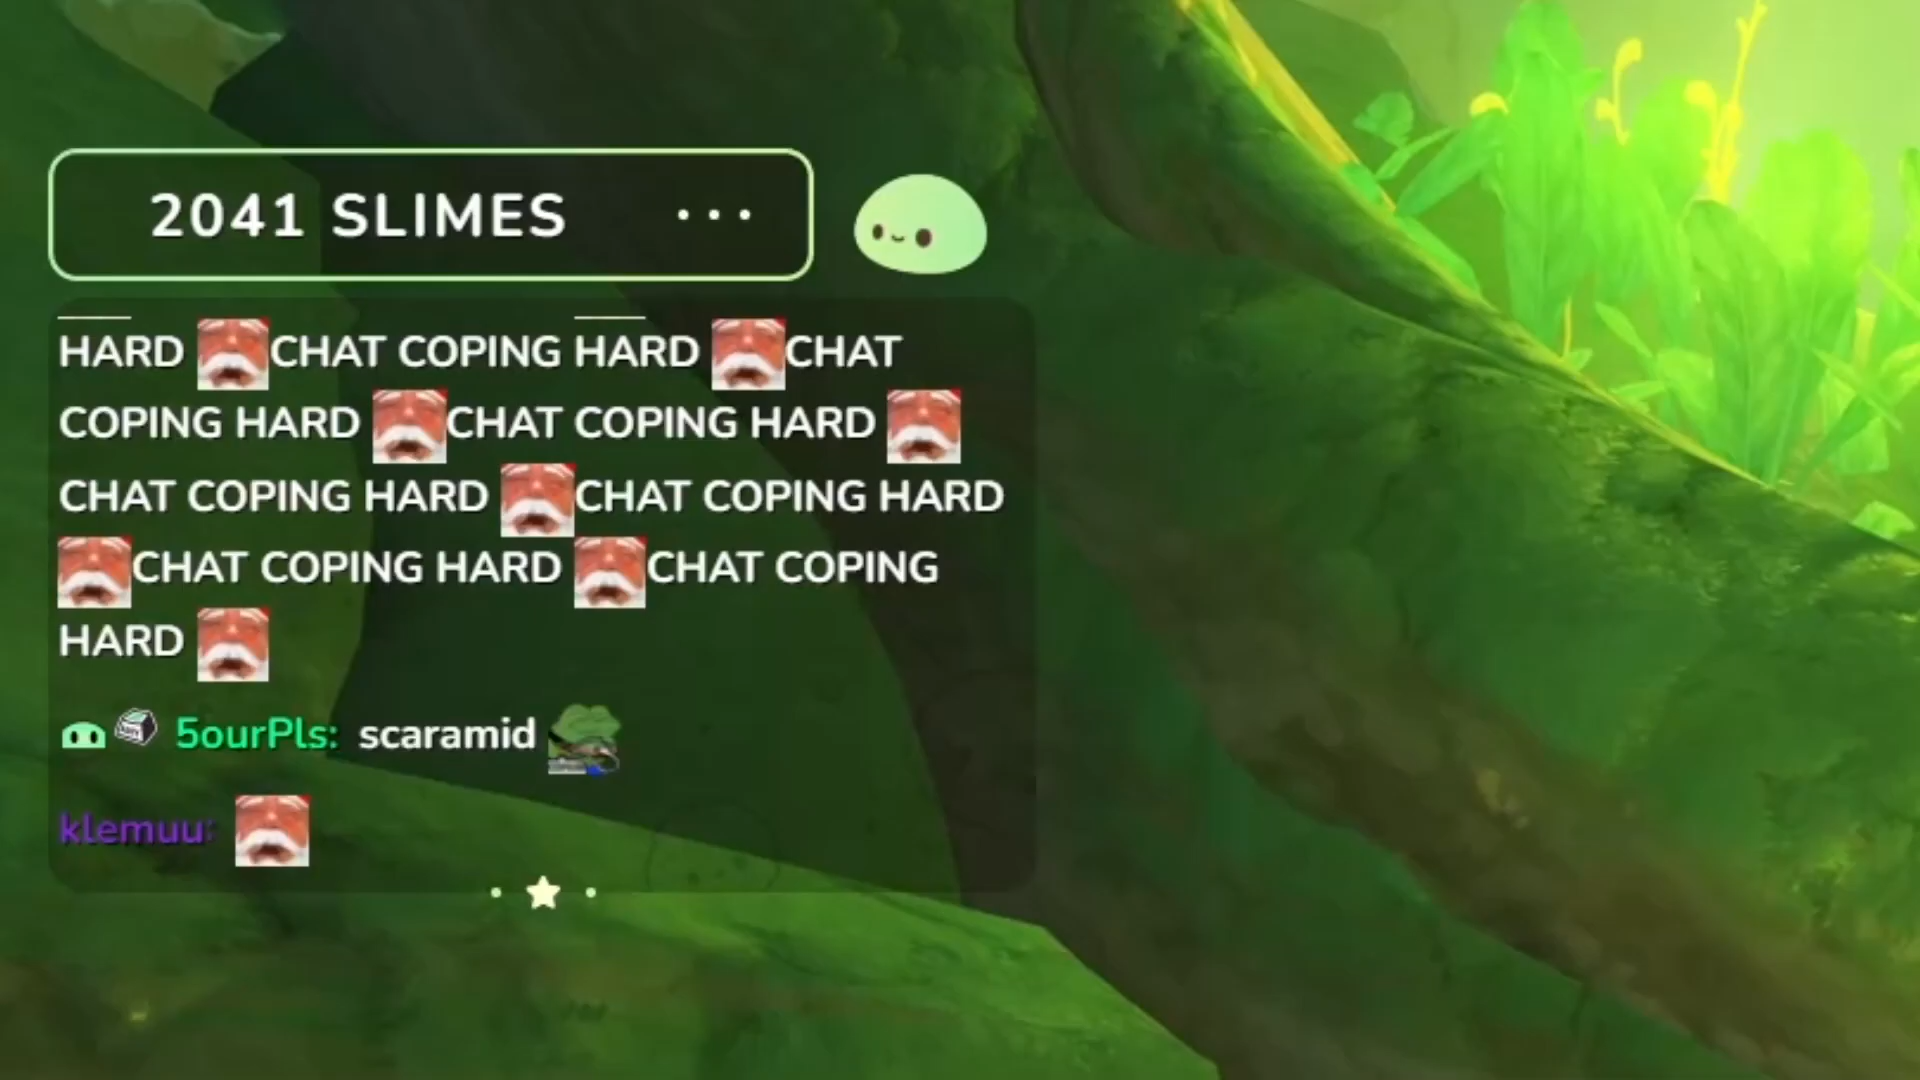 2041 SLIMES ...
HARD CHAT COPING HARD CHAT
COPING HARD CHAT COPING HARD
CHAT COPING HARD CHAT COPING HARD
CHAT COPING HARD CHAT COPING
HARD
5ourPls: scaramid
klemuu: